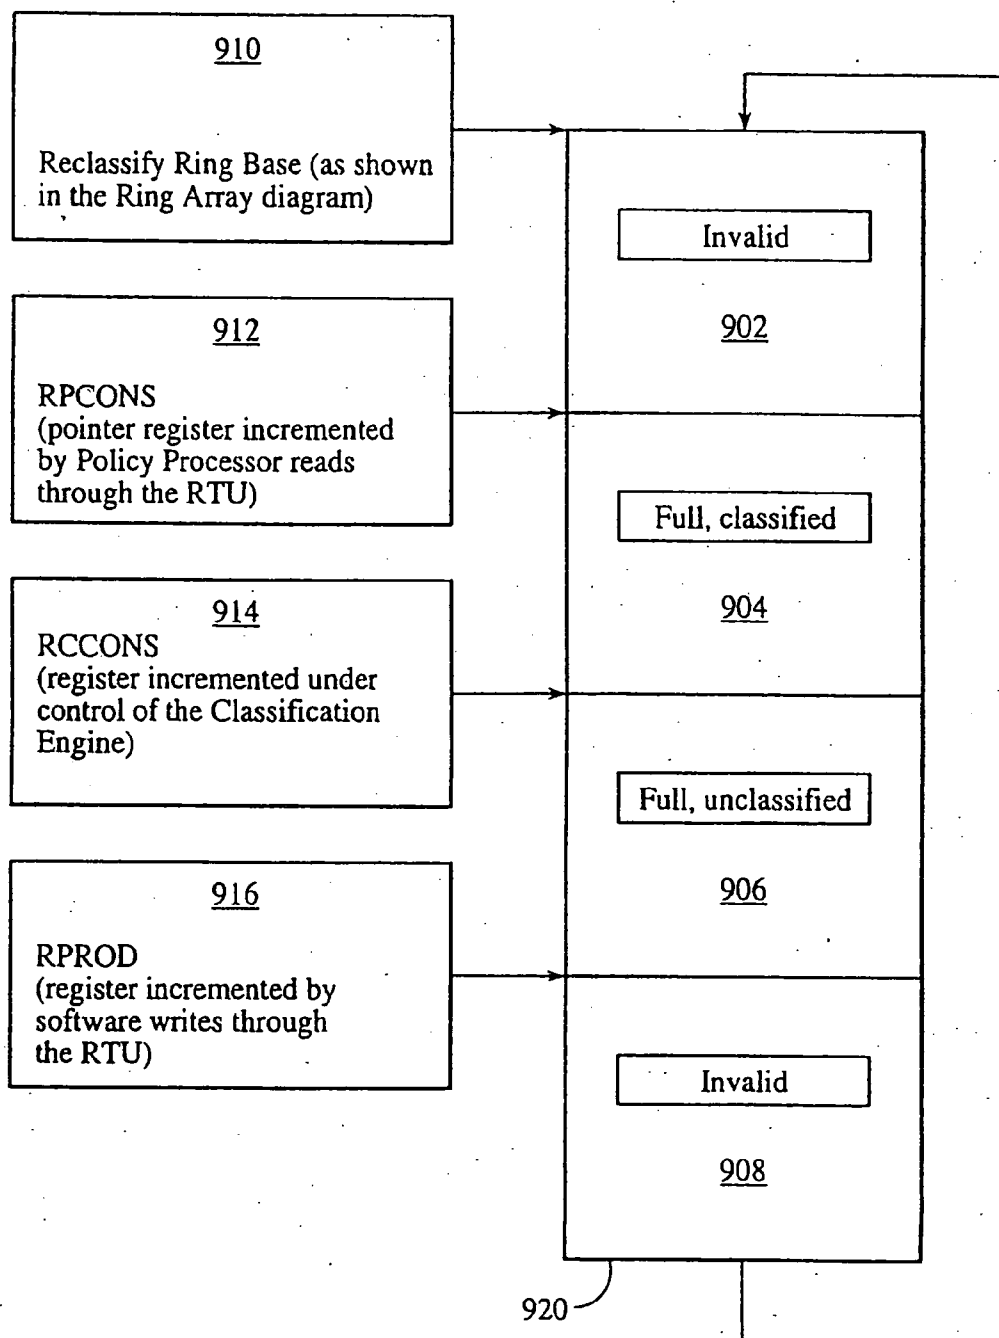 910
Reclassify Ring Base (as shown
in the Ring Array diagram)
912
RPCONS
(pointer register incremented
by Policy Processor reads
through the RTU)
914
RCCONS
(register incremented under
control of the Classification
Engine)
916
RPROD
(register incremented by
software writes through
the RTU)
Invalid
902
Full, classified
904
Full, unclassified
906
Invalid
908
920